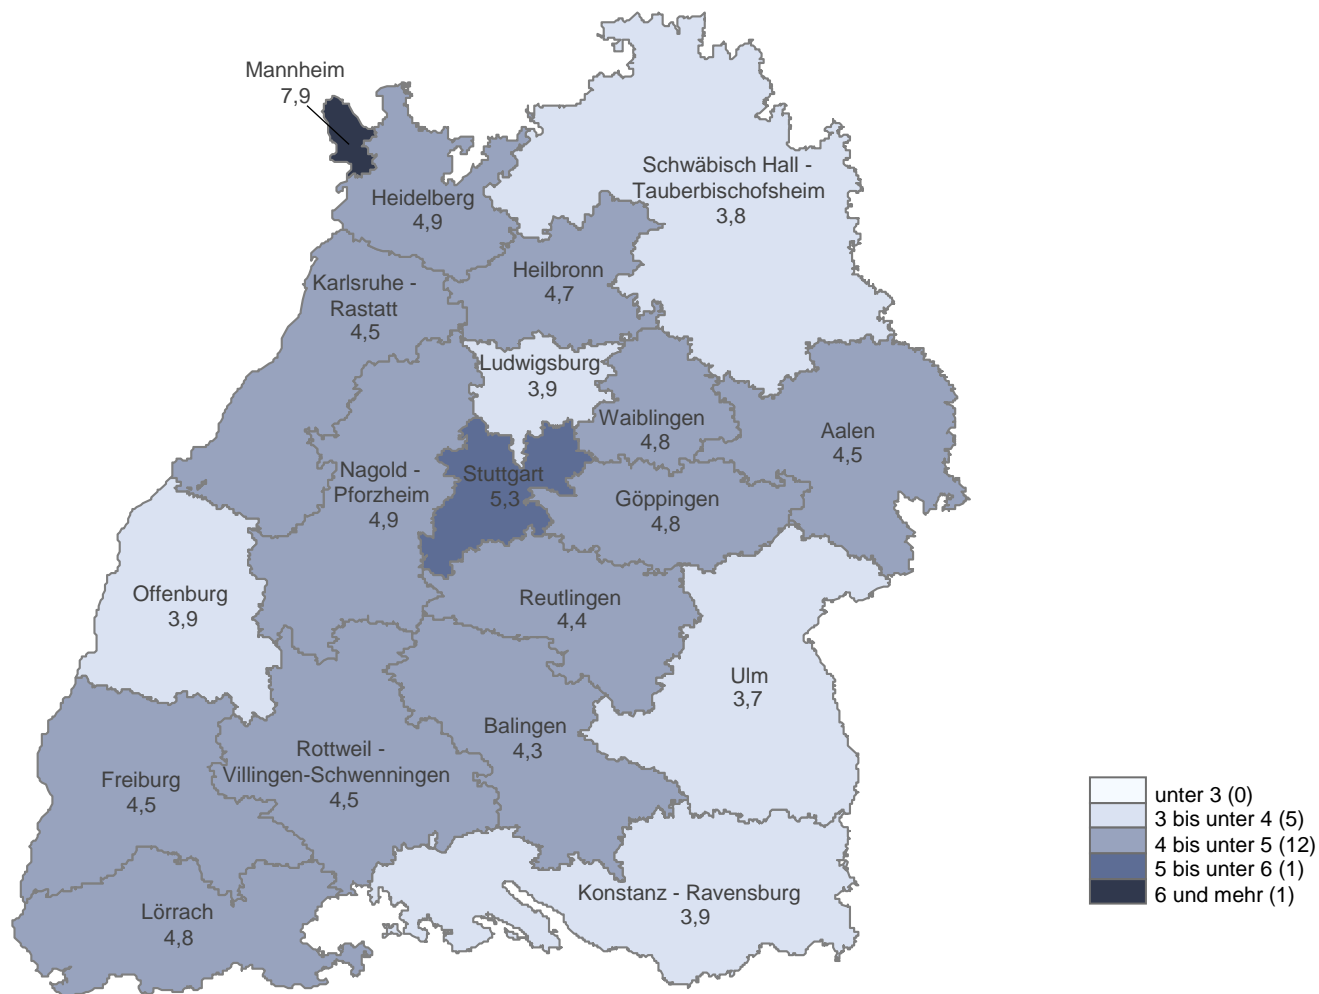 Mannheim
7,9
Schwäbisch Hall -
Tauberbischofsheim
3,8
Heidelberg
4,9
Heilbronn
4,7
Karlsruhe -
Rastatt
4,5
Ludwigsburg
3,9
Waiblingen
4,8
Aalen
4,5
Nagold -
Pforzheim
4,9
Stuttgart
5,3
Göppingen
4,8
Offenburg
3,9
Reutlingen
4,4
Ulm
3,7
Balingen
4,3
Rottweil -
Villingen-Schwenningen
4,5
Freiburg
4,5
Konstanz - Ravensburg
3,9
Lörrach
4,8
unter 3 (0)
3 bis unter 4 (5)
4 bis unter 5 (12)
5 bis unter 6 (1)
6 und mehr (1)